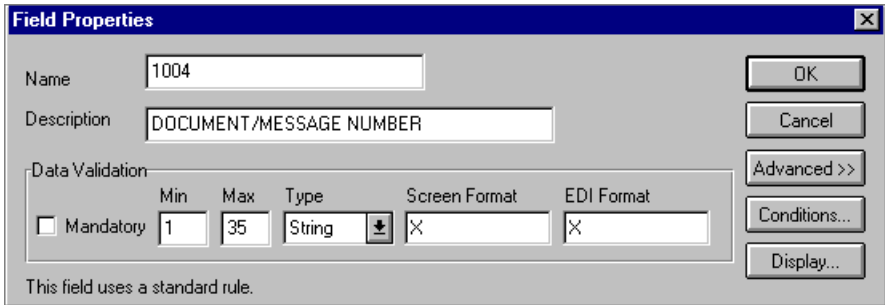 Field Properties
Name 1004 OK
Description DOCUMENT/MESSAGE NUMBER Cancel
Data Validation Advanced >>
Min Max Type Screen Format EDI Format
Mandatory 1 35 String X X Conditions...
Display...
This field uses a standard rule.